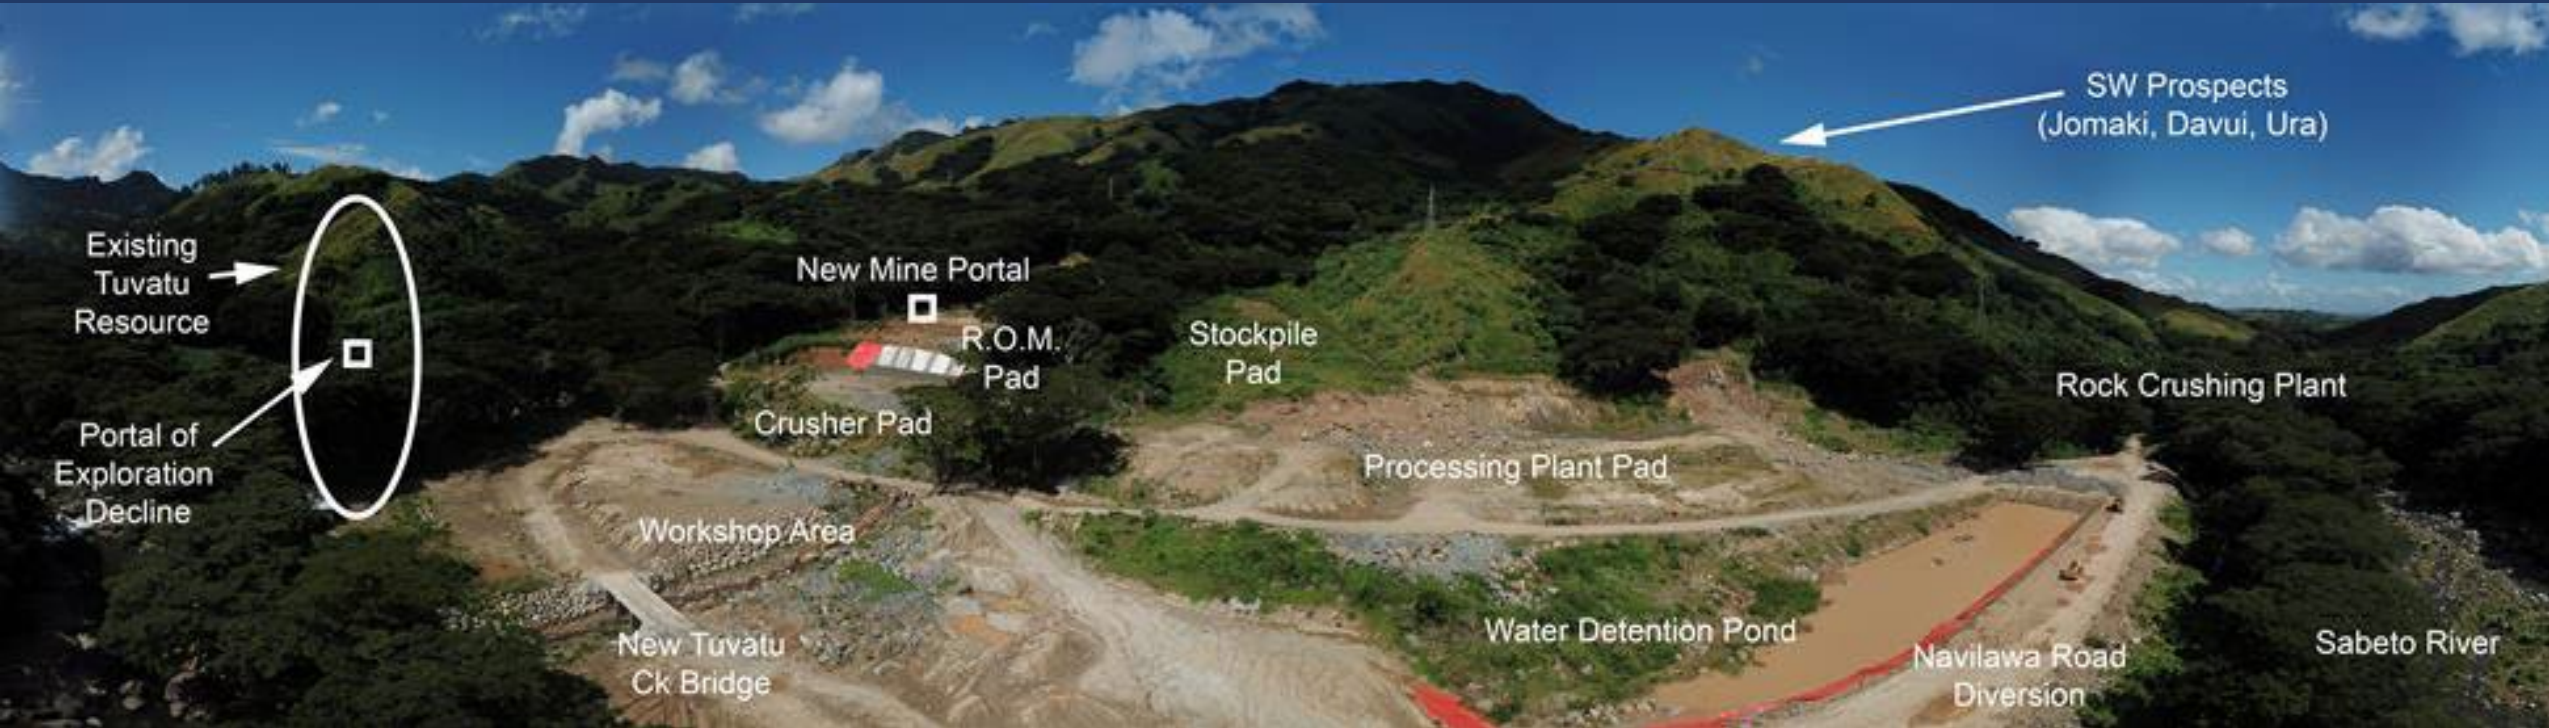 SW Prospects
(Jomaki, Davui, Ura)
Existing
Tuvatu
Resource
New Mine Portal
R.O.M.
Pad
Stockpile
Pad
Rock Crushing Plant
Portal of
Exploration
Decline
Crusher Pad
Processing Plant Pad
Workshop Area
New Tuvatu
Ck Bridge
Water Detention Pond
Navilawa Road
Diversion
Sabeto River